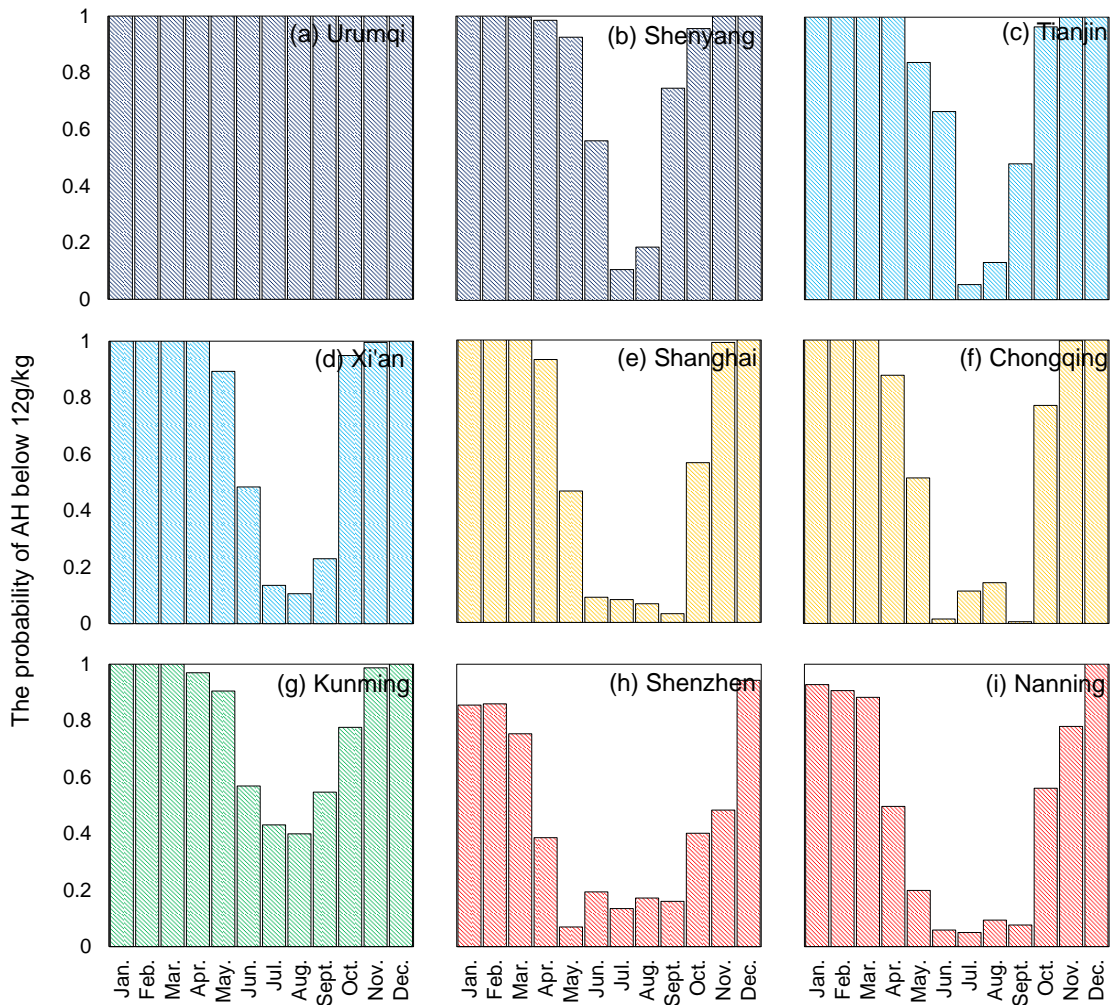 The probability of AH below 12g/kg
1
0.8
0.6
0.4
0.2
0
(a) Urumqi
(b) Shenyang
(c) Tianjin
1
0.8
0.6
0.4
0.2
0
(d) Xi'an
(e) Shanghai
(f) Chongqing
1
0.8
0.6
0.4
0.2
0
(g) Kunming
(h) Shenzhen
(i) Nanning
Jan. Feb. Mar. Apr. May. Jun. Jul. Aug. Sept. Oct. Nov. Dec.
Jan. Feb. Mar. Apr. May. Jun. Jul. Aug. Sept. Oct. Nov. Dec.
Jan. Feb. Mar. Apr. May. Jun. Jul. Aug. Sept. Oct. Nov. Dec.